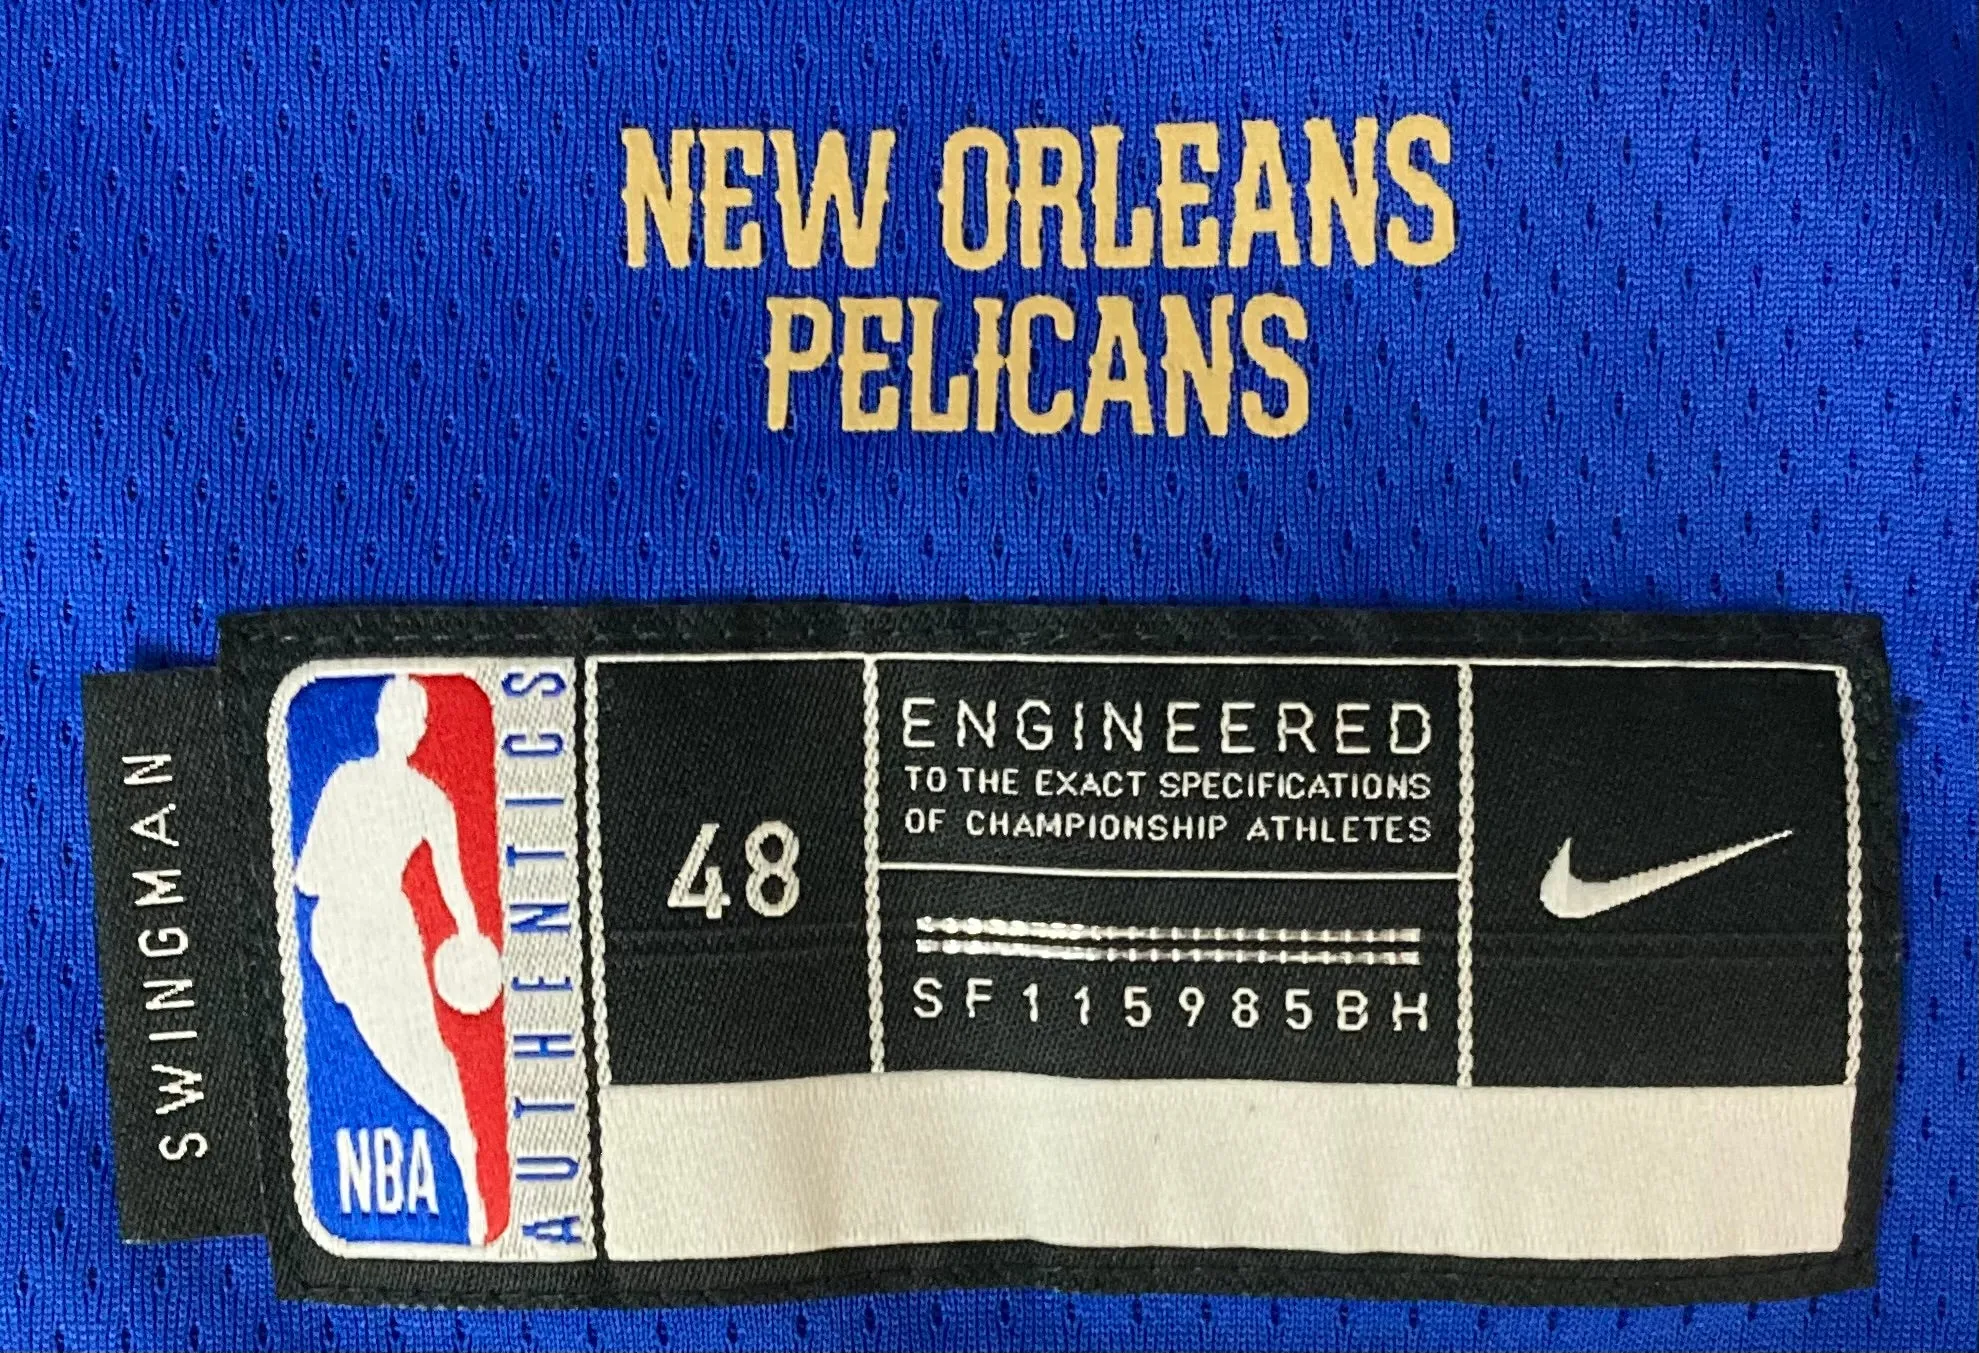 NEW ORLEANS
PELICANS
SWINGMAN
NBA
AUTHENTICS
48
ENGINEERED
TO THE EXACT SPECIFICATIONS
OF CHAMPIONSHIP ATHLETES
SF115985BH